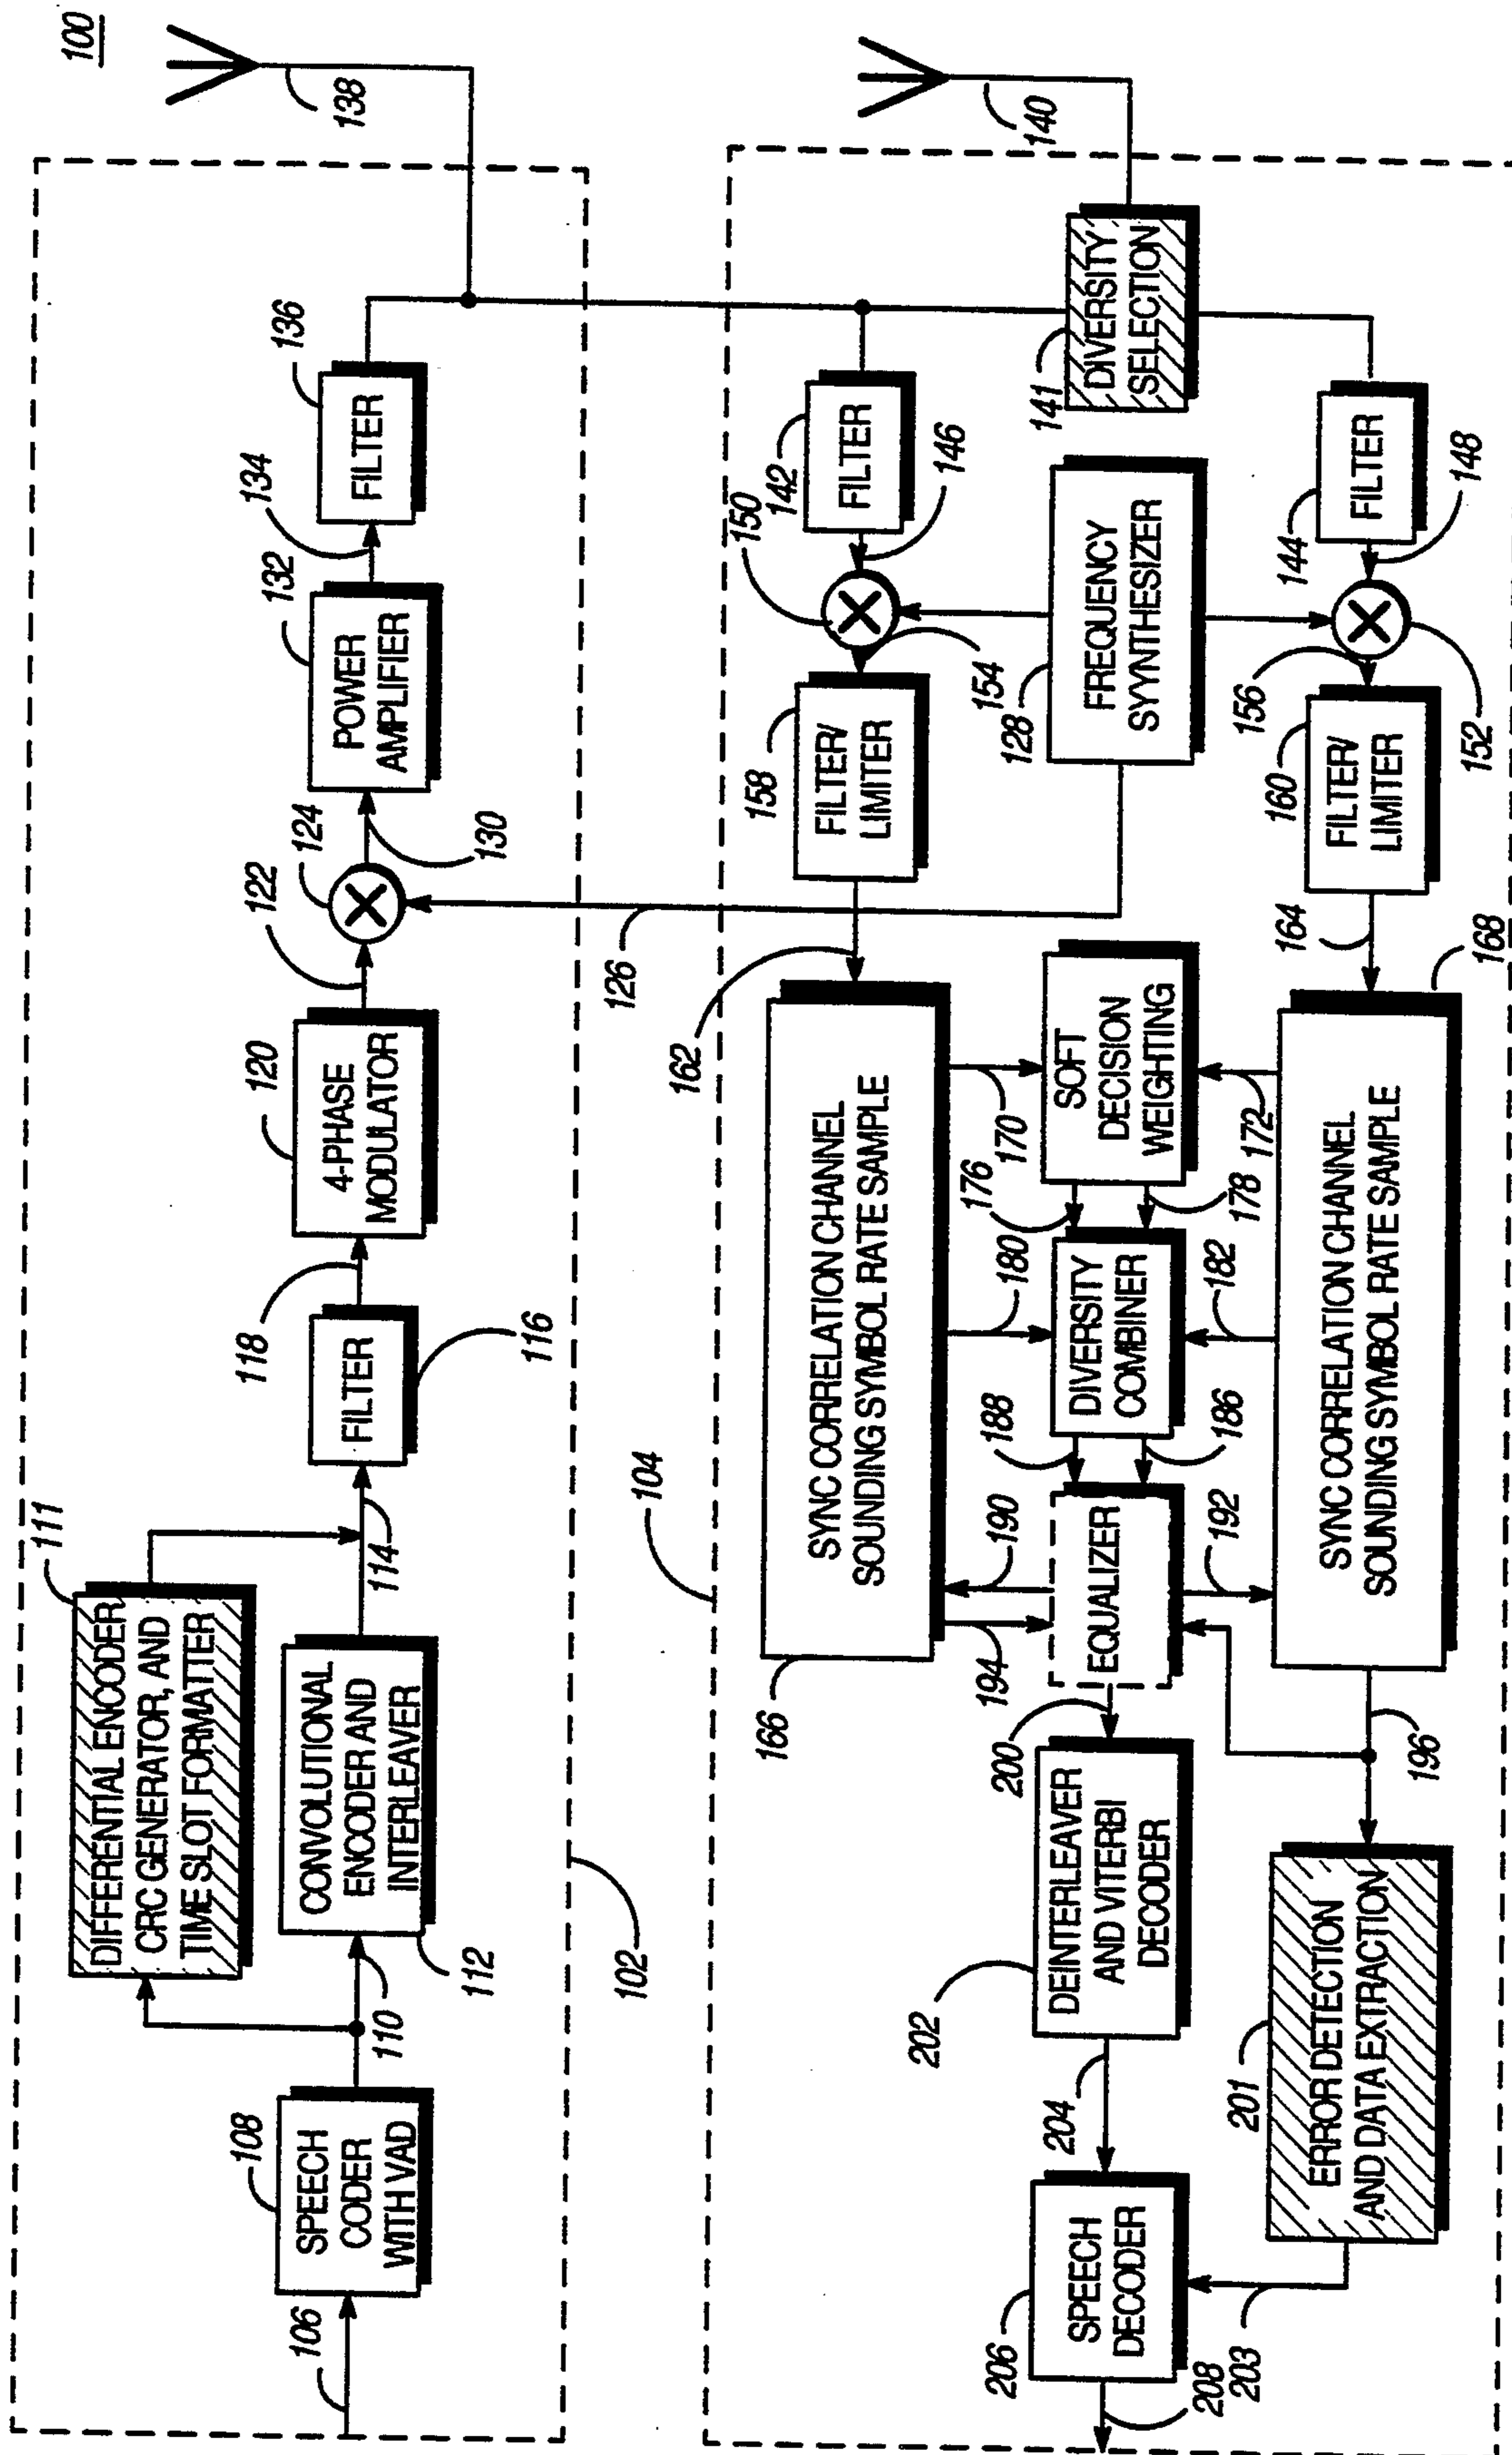 100
111
DIFFERENTIAL ENCODER
CRC GENERATOR, AND
TIME SLOT FORMATTER
108
SPEECH
CODER
WITH VAD
106
110
CONVOLUTIONAL
ENCODER AND
INTERLEAVER
112
114
FILTER
116
118
120
4-PHASE
MODULATOR
122
124
130
132
POWER
AMPLIFIER
134
136
FILTER
138
102
126
104
140
DIVERSITY
SELECTION
141
142
FILTER
146
150
154
158
FILTER/
LIMITER
162
128
FREQUENCY
SYYNTHESIZER
144
FILTER
148
152
156
160
FILTER/
LIMITER
164
168
166
SYNC CORRELATION CHANNEL
SOUNDING SYMBOL RATE SAMPLE
170
SOFT
DECISION
WEIGHTING
172
176
178
180
DIVERSITY
COMBINER
182
188
186
190
EQUALIZER
192
194
SYNC CORRELATION CHANNEL
SOUNDING SYMBOL RATE SAMPLE
196
200
202
DEINTERLEAVER
AND VITERBI
DECODER
204
201
ERROR DETECTION
AND DATA EXTRACTION
206
SPEECH
DECODER
203
208